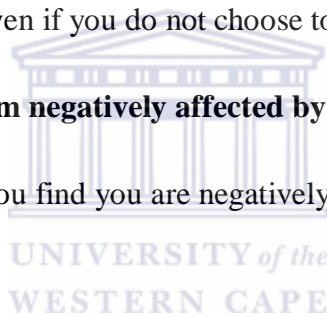 ven if you do not choose to
m negatively affected by
ou find you are negatively
UNIVERSITY of the
WESTERN CAPE